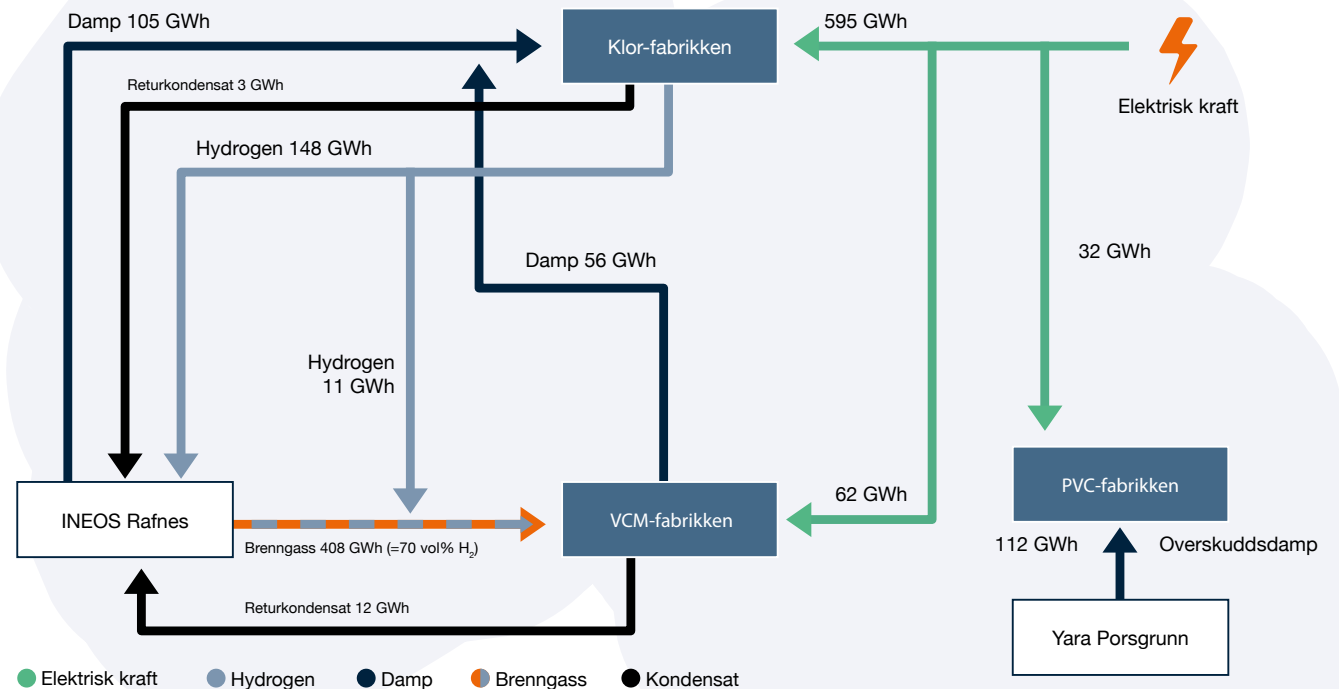 Damp 105 GWh
Klor-fabrikken
595 GWh
Elektrisk kraft
Returkondensat 3 GWh
Hydrogen 148 GWh
Damp 56 GWh
32 GWh
Hydrogen
11 GWh
INEOS Rafnes
Brenngass 408 GWh (=70 vol% H₂)
VCM-fabrikken
62 GWh
PVC-fabrikken
112 GWh
Overskuddsdamp
Returkondensat 12 GWh
Yara Porsgrunn
Elektrisk kraft
Hydrogen
Damp
Brenngass
Kondensat